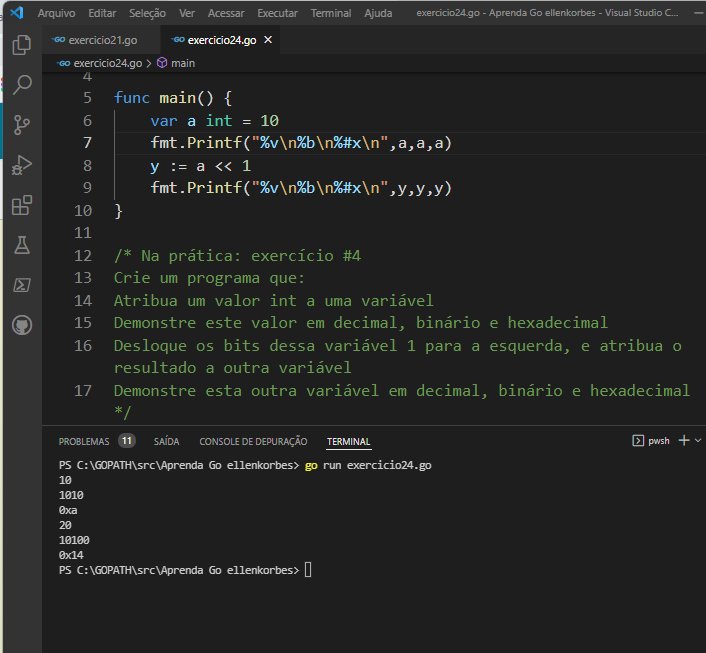 Arquivo Editar Seleção Ver Acessar Executar Terminal Ajuda exercicio24.go - Aprenda Go ellenkorbes - Visual Studio C...
exercicio21.go exercicio24.go
exercicio24.go > main
4
5 func main() {
6 var a int = 10
7 fmt.Printf("%v\n%b\n%#x\n",a,a,a)
8 y := a << 1
9 fmt.Printf("%v\n%b\n%#x\n",y,y,y)
10 }
11
12 /* Na prática: exercício #4
13 Crie um programa que:
14 Atribua um valor int a uma variável
15 Demonstre este valor em decimal, binário e hexadecimal
16 Desloque os bits dessa variável 1 para a esquerda, e atribua o
resultado a outra variável
17 Demonstre esta outra variável em decimal, binário e hexadecimal
*/
PROBLEMAS 11 SAÍDA CONSOLE DE DEPURAÇÃO TERMINAL pwsh
PS C:\GOPATH\src\Aprenda Go ellenkorbes> go run exercicio24.go
10
1010
0xa
20
10100
0x14
PS C:\GOPATH\src\Aprenda Go ellenkorbes>